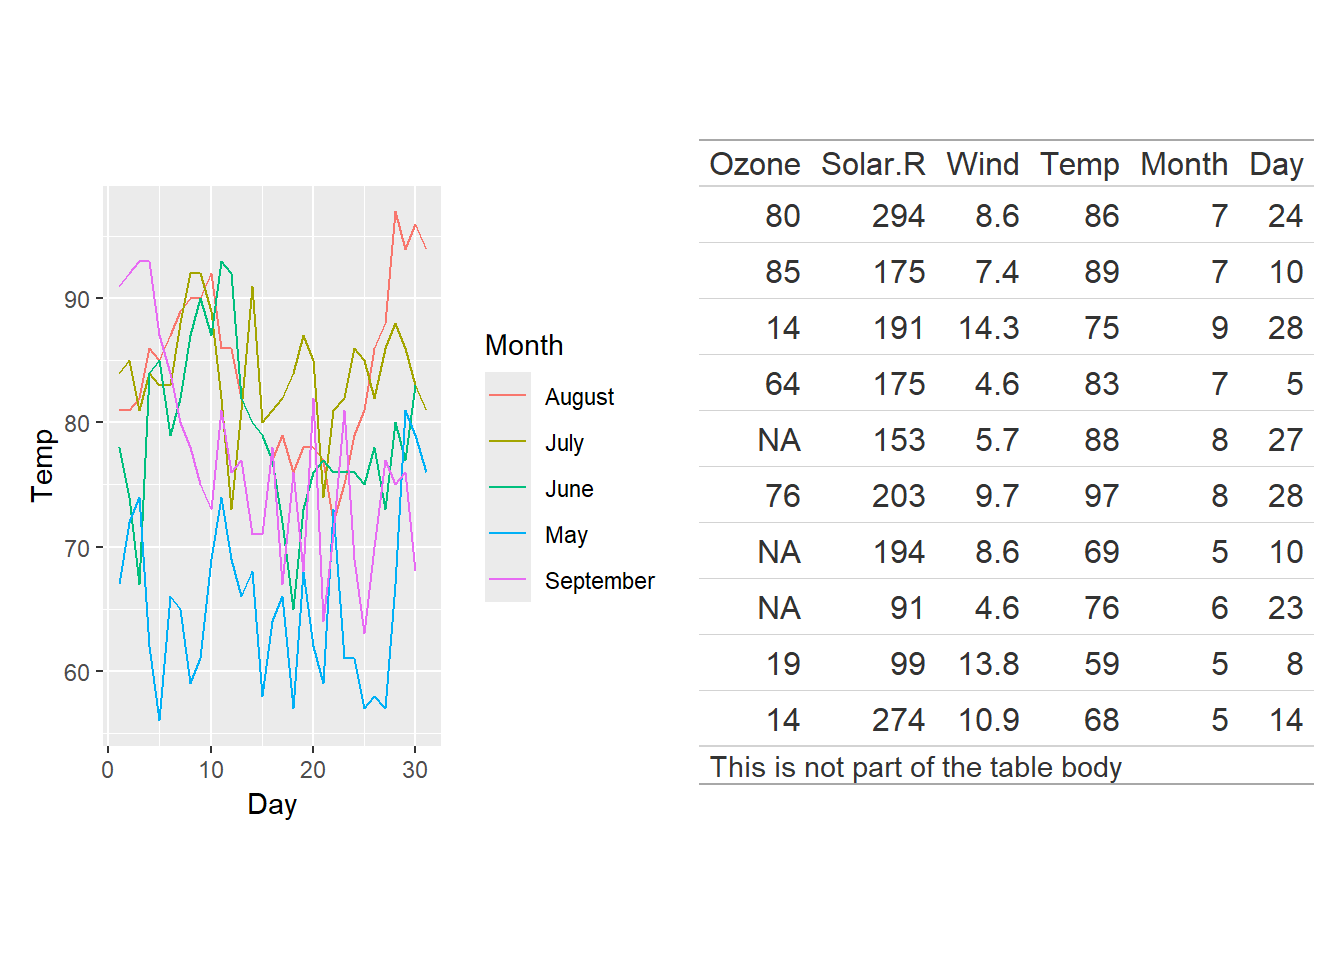 Temp
90
80
70
60
0 10 20 30
Day
Month
August
July
June
May
September
Ozone Solar.R Wind Temp Month Day
80 294 8.6 86 7 24
85 175 7.4 89 7 10
14 191 14.3 75 9 28
64 175 4.6 83 7 5
NA 153 5.7 88 8 27
76 203 9.7 97 8 28
NA 194 8.6 69 5 10
NA 91 4.6 76 6 23
19 99 13.8 59 5 8
14 274 10.9 68 5 14
This is not part of the table body